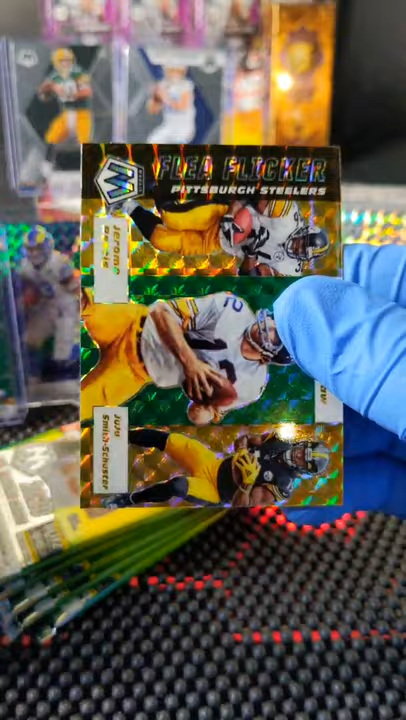 FLEA FLICKER
PITTSBURGH STEELERS
Jerome
Bettis
JuJu
Smith-Schuster